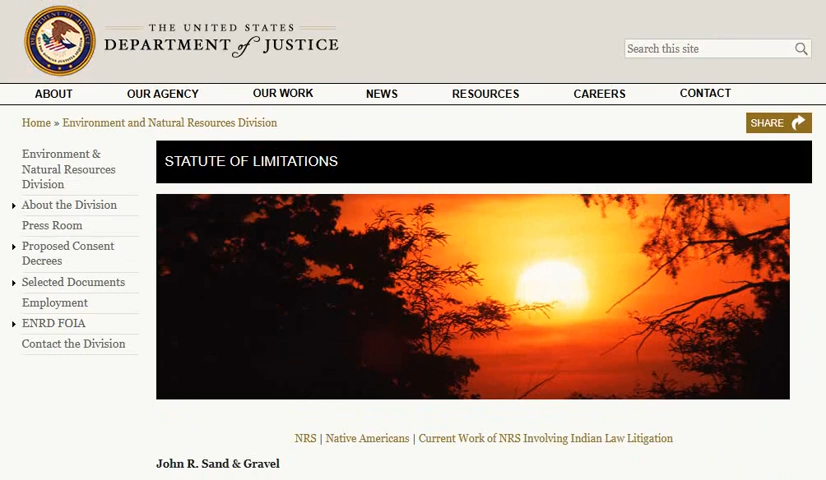 THE UNITED STATES
DEPARTMENT of JUSTICE
Search this site
ABOUT
OUR AGENCY
OUR WORK
NEWS
RESOURCES
CAREERS
CONTACT
Home » Environment and Natural Resources Division
SHARE
Environment &
Natural Resources
Division
About the Division
Press Room
Proposed Consent
Decrees
Selected Documents
Employment
ENRD FOIA
Contact the Division
STATUTE OF LIMITATIONS
NRS | Native Americans | Current Work of NRS Involving Indian Law Litigation
John R. Sand & Gravel